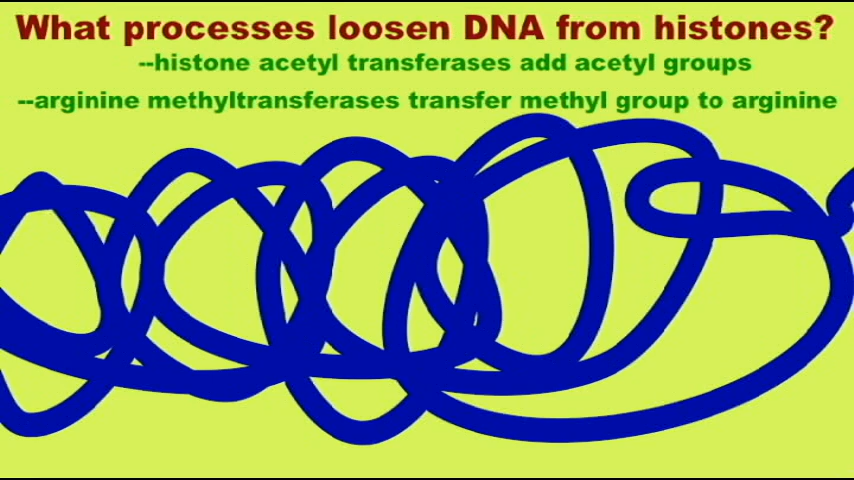 What processes loosen DNA from histones?
--histone acetyl transferases add acetyl groups
--arginine methyltransferases transfer methyl group to arginine